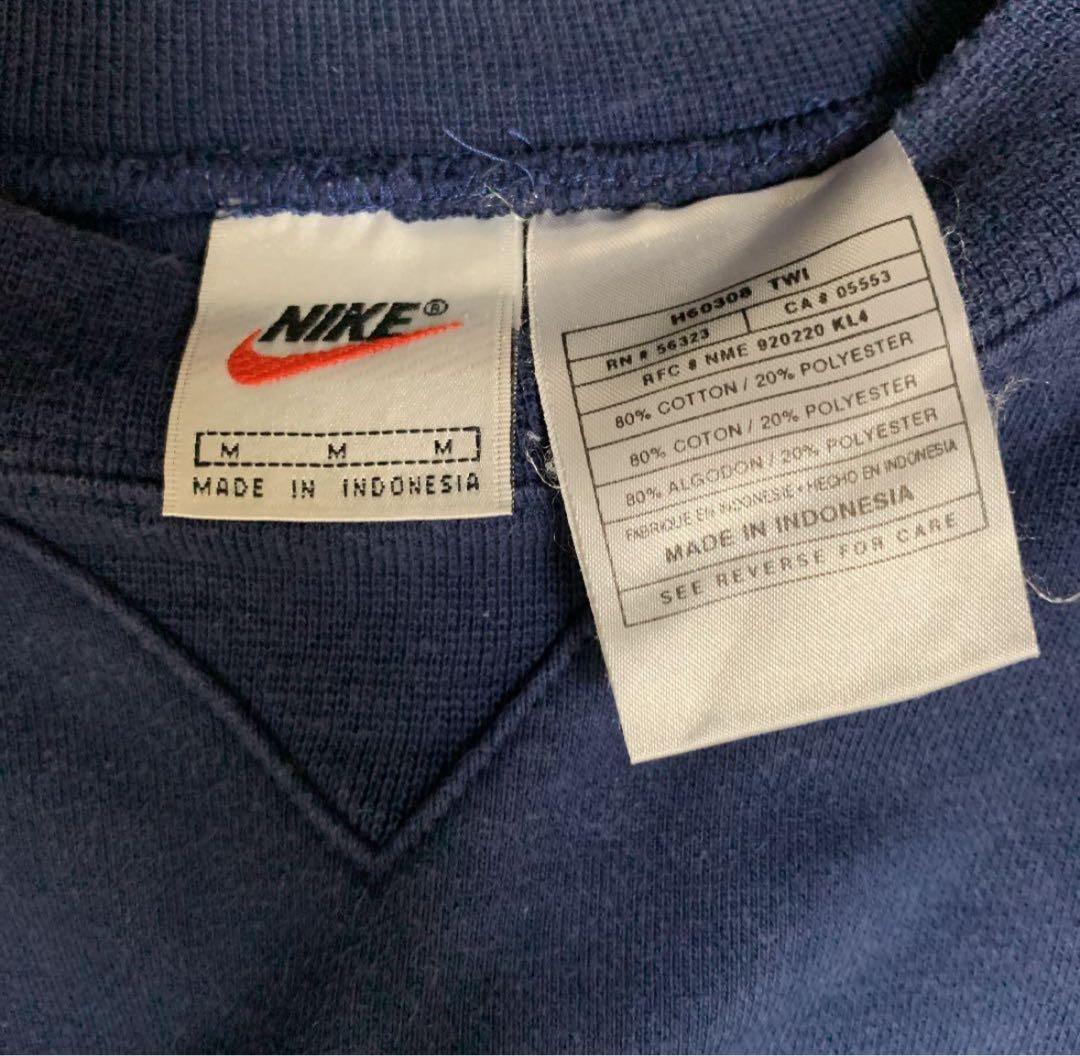 NIKE®
M M M
MADE IN INDONESIA
H60308 TWI
RN # 56323 CA # 05553
RFC # NME 920220 KL4
80% COTTON / 20% POLYESTER
80% COTON / 20% POLYESTER
80% ALGODON / 20% POLYESTER
FABRIQUE EN INDONESIE • HECHO EN INDONESIA
MADE IN INDONESIA
SEE REVERSE FOR CARE